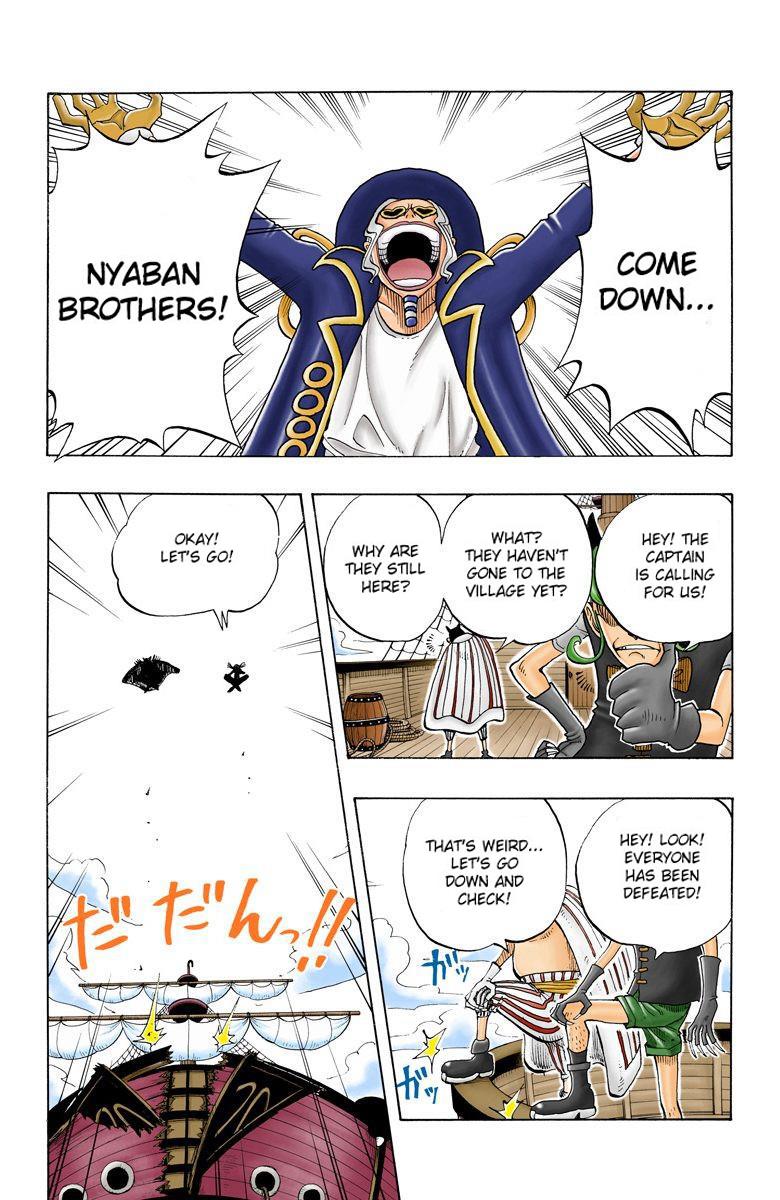 COME
DOWN...
NYABAN
BROTHERS!
HEY! THE
CAPTAIN
IS CALLING
FOR US!
WHAT?
THEY HAVEN'T
GONE TO THE
VILLAGE YET?
WHY ARE
THEY STILL
HERE?
HEY! LOOK!
EVERYONE
HAS BEEN
DEFEATED!
THAT'S WEIRD...
LET'S GO
DOWN AND
CHECK!
ガッ
ガッ
OKAY!
LET'S GO!
だだんっ!!